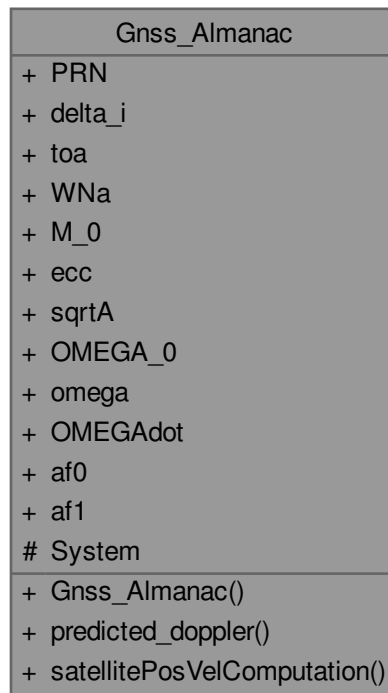 Gnss_Almanac
+ PRN
+ delta_i
+ toa
+ WNa
+ M_0
+ ecc
+ sqrtA
+ OMEGA_0
+ omega
+ OMEGAdot
+ af0
+ af1
# System
+ Gnss_Almanac()
+ predicted_doppler()
+ satellitePosVelComputation()